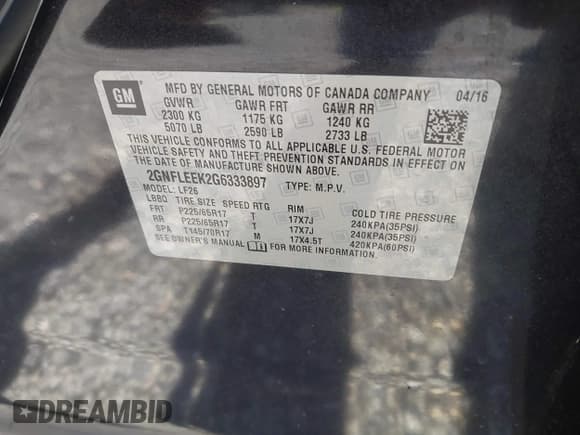 GM
MFD BY GENERAL MOTORS OF CANADA COMPANY 04/16
GVWR GAWR FRT GAWR RR
2300 KG 1175 KG 1240 KG
5070 LB 2590 LB 2733 LB
THIS VEHICLE CONFORMS TO ALL APPLICABLE U.S. FEDERAL MOTOR
VEHICLE SAFETY AND THEFT PREVENTION STANDARDS IN EFFECT ON
THE DATE OF MANUFACTURE SHOWN ABOVE.
2GNFLEEK2G6333897 TYPE: M.P.V.
MODEL: LF26
LBBO TIRE SIZE SPEED RTG RIM COLD TIRE PRESSURE
FRT P225/65R17 T 17X7J 240KPA(35PSI)
RR P225/65R17 T 17X7J 240KPA(35PSI)
SPA T145/70R17 M 17X4.5T 420KPA(60PSI)
SEE OWNER'S MANUAL FOR MORE INFORMATION.
DREAMBID